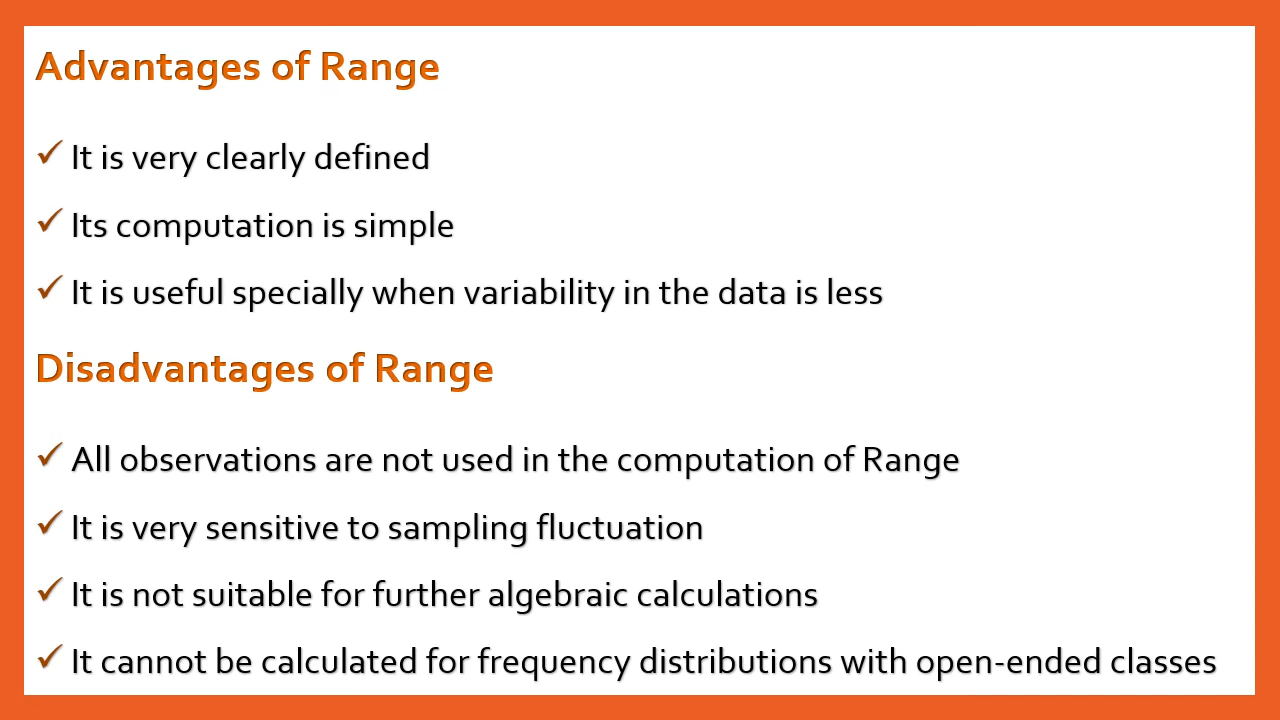 Advantages of Range
✓ It is very clearly defined
✓ Its computation is simple
✓ It is useful specially when variability in the data is less
Disadvantages of Range
✓ All observations are not used in the computation of Range
✓ It is very sensitive to sampling fluctuation
✓ It is not suitable for further algebraic calculations
✓ It cannot be calculated for frequency distributions with open-ended classes